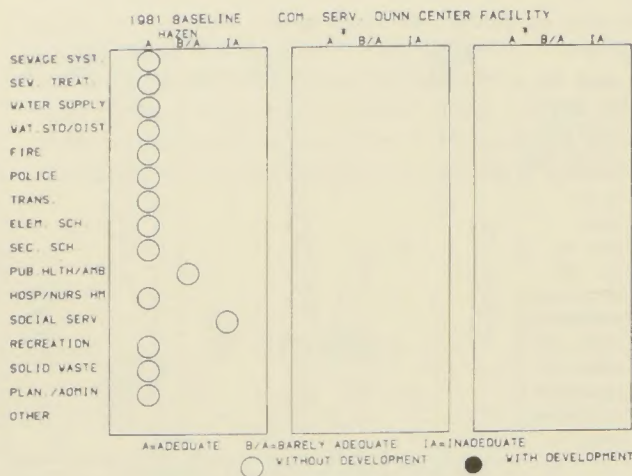 1981 BASELINE COM. SERV. DUNN CENTER FACILITY
HAZEN " "
A B/A IA A B/A IA A B/A IA
SEWAGE SYST.
SEW. TREAT.
WATER SUPPLY
WAT.STD/DIST
FIRE
POLICE
TRANS.
ELEM. SCH.
SEC. SCH.
PUB.HLTH/AMB
HOSP/NURS HM
SOCIAL SERV.
RECREATION
SOLID WASTE
PLAN./ADMIN
OTHER
A=ADEQUATE B/A=BARELY ADEQUATE IA=INADEQUATE
WITHOUT DEVELOPMENT WITH DEVELOPMENT